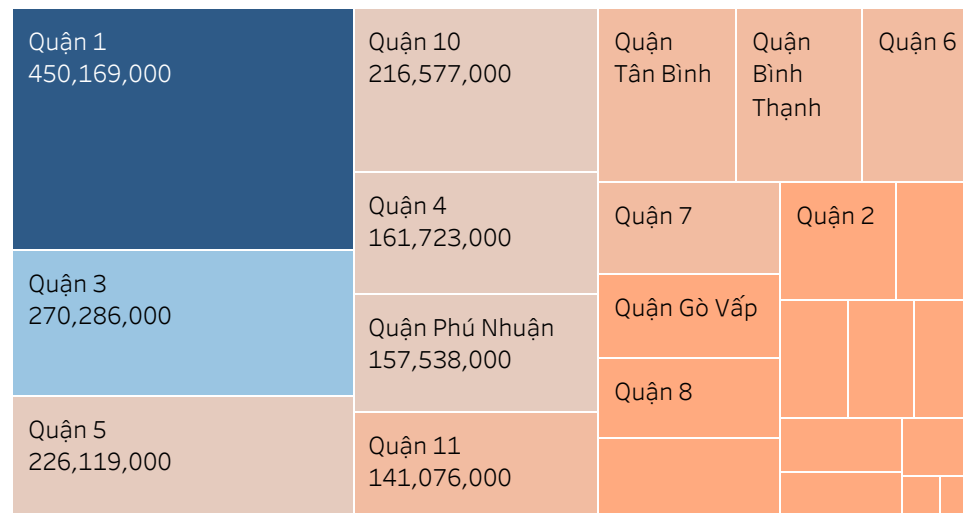 Quận 1
450,169,000
Quận 3
270,286,000
Quận 5
226,119,000
Quận 10
216,577,000
Quận 4
161,723,000
Quận Phú Nhuận
157,538,000
Quận 11
141,076,000
Quận
Tân Bình
Quận
Bình
Thạnh
Quận 6
Quận 7
Quận Gò Vấp
Quận 8
Quận 2